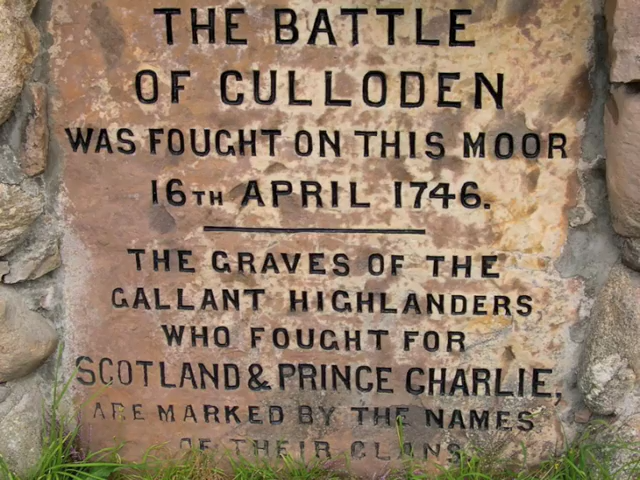 THE BATTLE
OF CULLODEN
WAS FOUGHT ON THIS MOOR
16TH APRIL 1746.
THE GRAVES OF THE
GALLANT HIGHLANDERS
WHO FOUGHT FOR
SCOTLAND & PRINCE CHARLIE,
ARE MARKED BY THE NAMES
OF THEIR CLANS